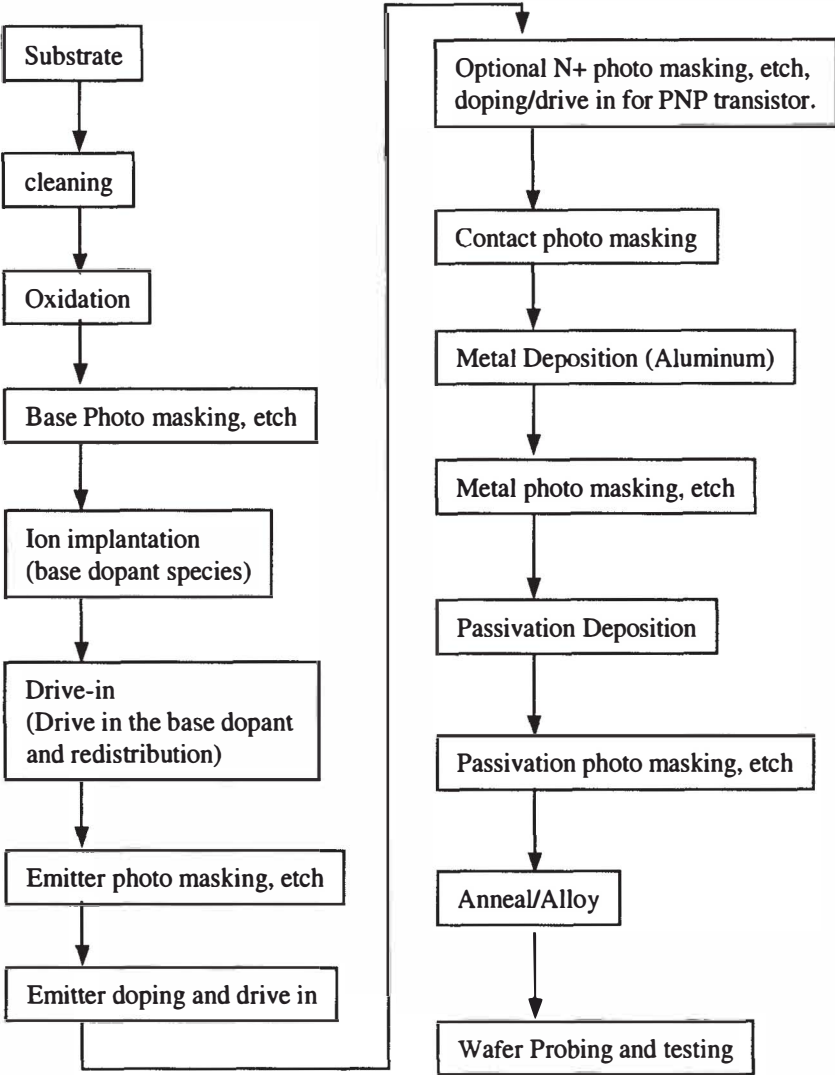 Substrate
cleaning
Oxidation
Base Photo masking, etch
Ion implantation
(base dopant species)
Drive-in
(Drive in the base dopant
and redistribution)
Emitter photo masking, etch
Emitter doping and drive in
Optional N+ photo masking, etch,
doping/drive in for PNP transistor.
Contact photo masking
Metal Deposition (Aluminum)
Metal photo masking, etch
Passivation Deposition
Passivation photo masking, etch
Anneal/Alloy
Wafer Probing and testing